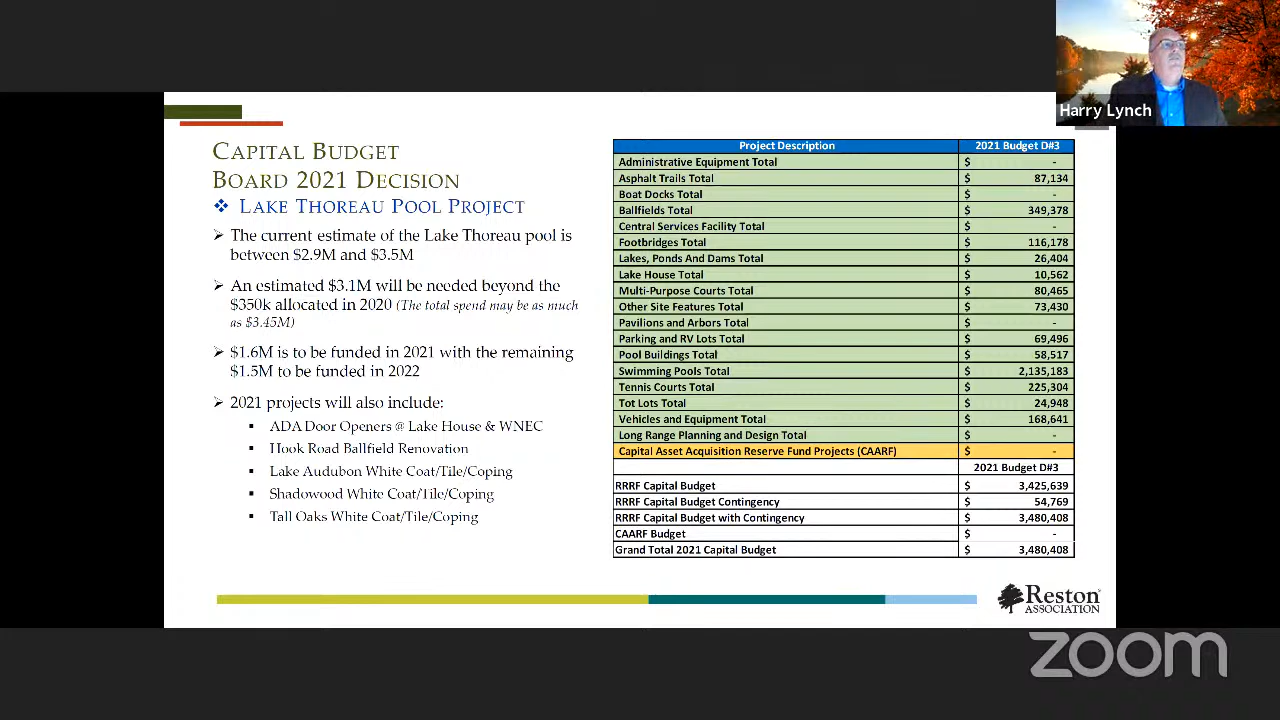 Harry Lynch
CAPITAL BUDGET
BOARD 2021 DECISION
❖ LAKE THOREAU POOL PROJECT
➢ The current estimate of the Lake Thoreau pool is
between $2.9M and $3.5M
➢ An estimated $3.1M will be needed beyond the
$350k allocated in 2020 (The total spend may be as much
as $3.45M)
➢ $1.6M is to be funded in 2021 with the remaining
$1.5M to be funded in 2022
➢ 2021 projects will also include:
▪ ADA Door Openers @ Lake House & WNEC
▪ Hook Road Ballfield Renovation
▪ Lake Audubon White Coat/Tile/Coping
▪ Shadowood White Coat/Tile/Coping
▪ Tall Oaks White Coat/Tile/Coping
Project Description 2021 Budget D#3
Administrative Equipment Total $ -
Asphalt Trails Total $ 87,134
Boat Docks Total $ -
Ballfields Total $ 349,378
Central Services Facility Total $ -
Footbridges Total $ 116,178
Lakes, Ponds And Dams Total $ 26,404
Lake House Total $ 10,562
Multi-Purpose Courts Total $ 80,465
Other Site Features Total $ 73,430
Pavilions and Arbors Total $ -
Parking and RV Lots Total $ 69,496
Pool Buildings Total $ 58,517
Swimming Pools Total $ 2,135,183
Tennis Courts Total $ 225,304
Tot Lots Total $ 24,948
Vehicles and Equipment Total $ 168,641
Long Range Planning and Design Total $ -
Capital Asset Acquisition Reserve Fund Projects (CAARF) $ -
2021 Budget D#3
RRRF Capital Budget $ 3,425,639
RRRF Capital Budget Contingency $ 54,769
RRRF Capital Budget with Contingency $ 3,480,408
CAARF Budget $ -
Grand Total 2021 Capital Budget $ 3,480,408
Reston
ASSOCIATION
zoom